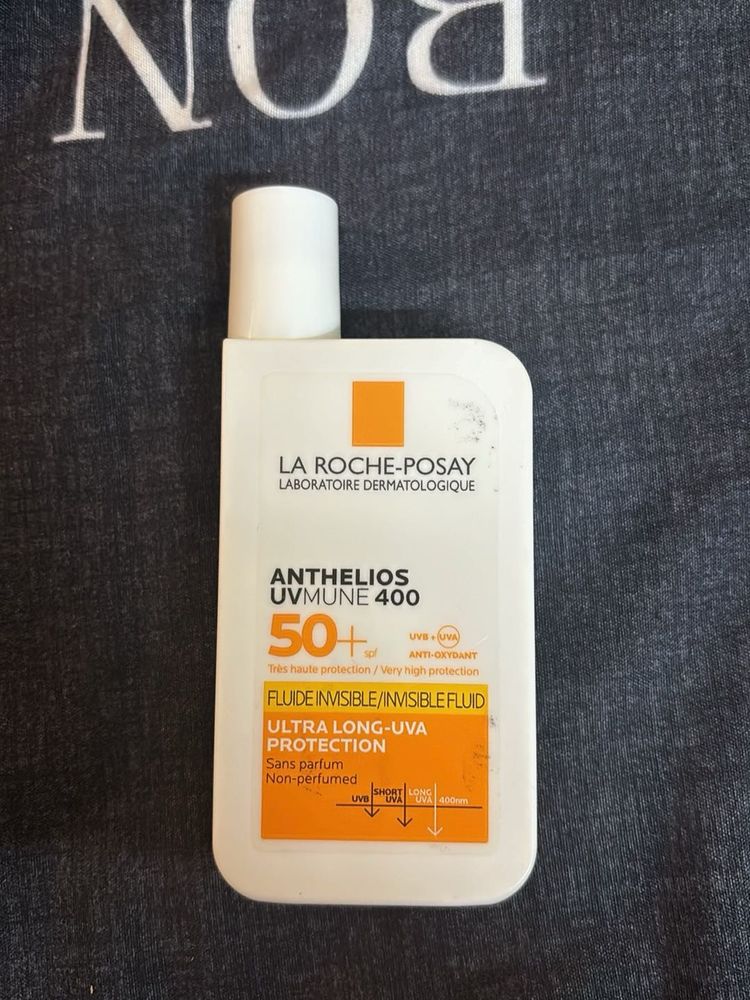 NOR
LA ROCHE-POSAY
LABORATOIRE DERMATOLOGIQUE
ANTHELIOS
UVMUNE 400
50+ spf
UVB + UVA
ANTI-OXYDANT
Très haute protection / Very high protection
FLUIDE INVISIBLE/INVISIBLE FLUID
ULTRA LONG-UVA
PROTECTION
Sans parfum
Non-perfumed
UVB SHORT UVA LONG UVA 400nm